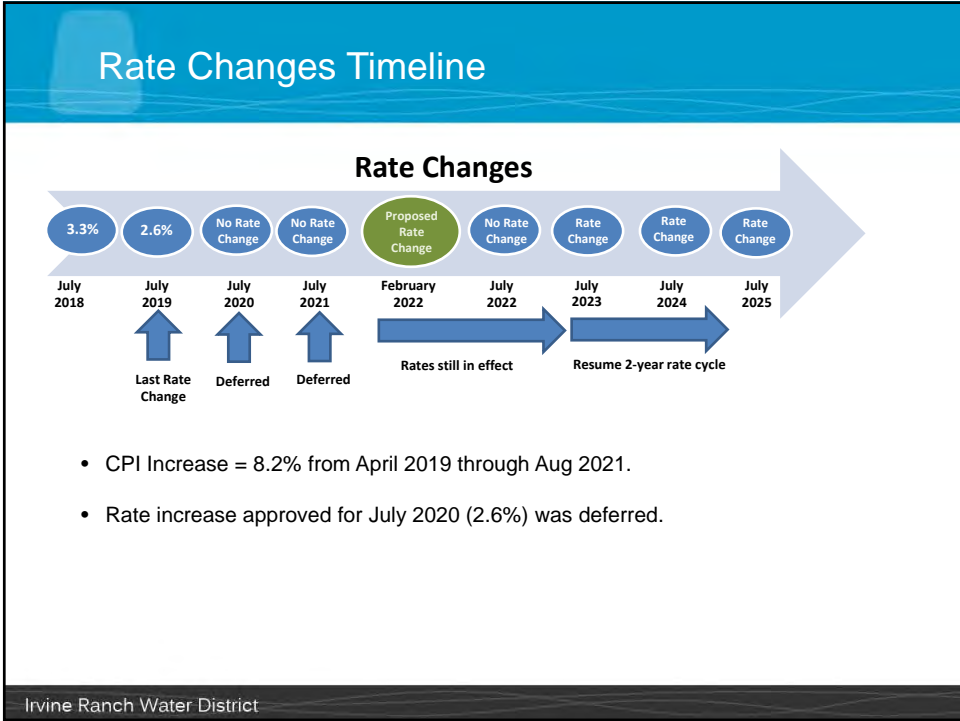 Rate Changes Timeline
Rate Changes
3.3%
2.6%
No Rate
Change
No Rate
Change
Proposed
Rate
Change
No Rate
Change
Rate
Change
Rate
Change
Rate
Change
July
2018
July
2019
July
2020
July
2021
February
2022
July
2022
July
2023
July
2024
July
2025
Last Rate
Change
Deferred
Deferred
Rates still in effect
Resume 2-year rate cycle
• CPI Increase = 8.2% from April 2019 through Aug 2021.
• Rate increase approved for July 2020 (2.6%) was deferred.
Irvine Ranch Water District